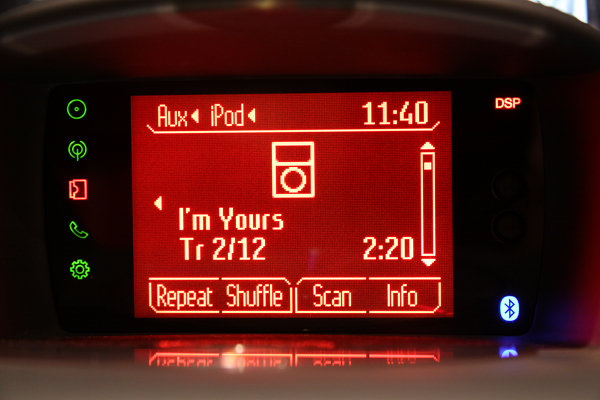 Aux iPod 11:40
DSP
I'm Yours
Tr 2/12 2:20
Repeat Shuffle Scan Info